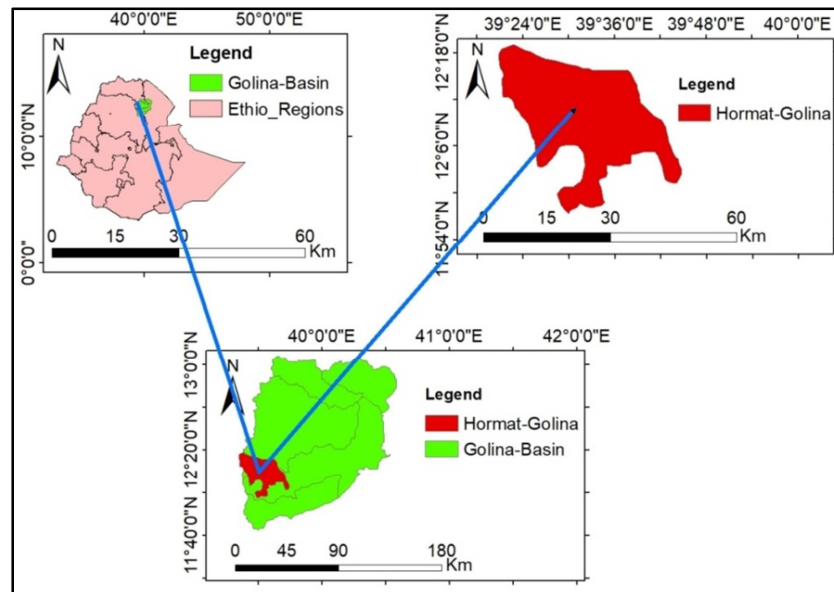 40°0'0"E 50°0'0"E
N
Legend
Golina-Basin
Ethio_Regions
10°0'0"N
0°0'0"
0 15 30 60
Km
39°24'0"E 39°36'0"E 39°48'0"E 40°0'0"E
12°18'0"N
N
Legend
Hormat-Golina
12°6'0"N
11°54'0"N
0 15 30 60
Km
40°0'0"E 41°0'0"E 42°0'0"E
13°0'0"N
N
Legend
Hormat-Golina
Golina-Basin
12°20'0"N
11°40'0"N
0 45 90 180
Km